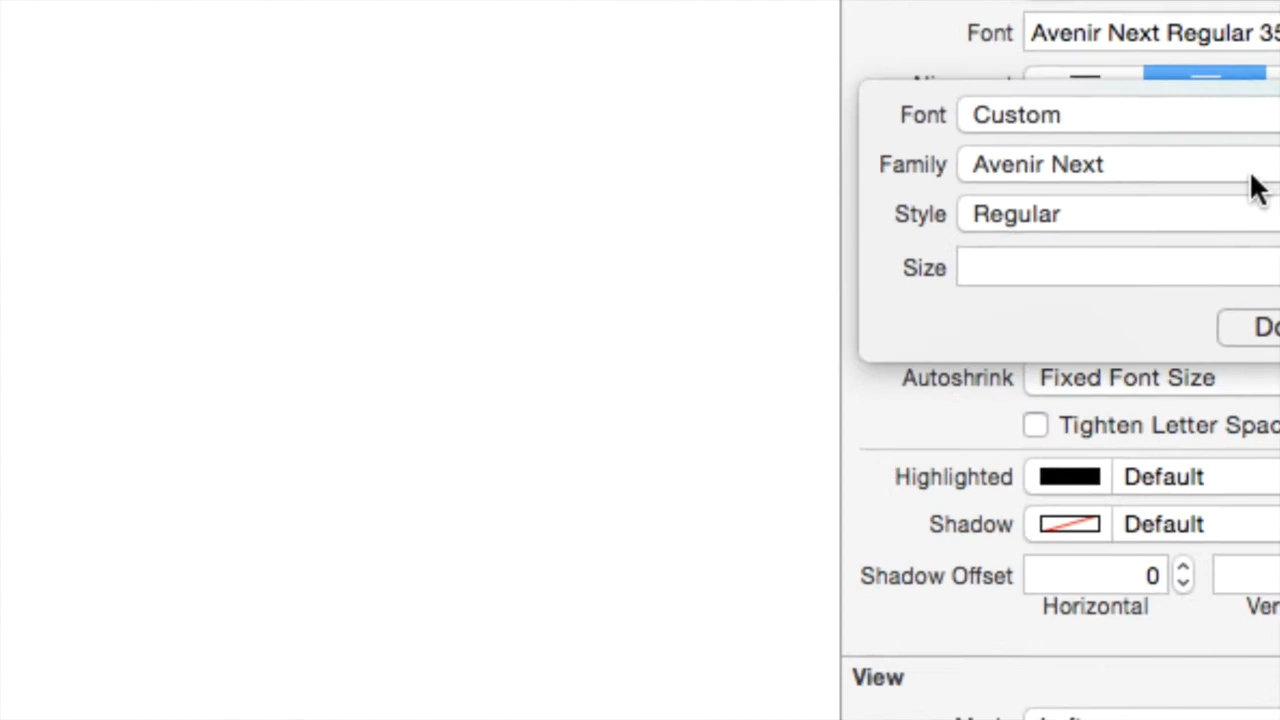 Font Avenir Next Regular 35
Font Custom
Family Avenir Next
Style Regular
Size
Autoshrink Fixed Font Size
Tighten Letter Spac
Highlighted Default
Shadow Default
Shadow Offset 0
Horizontal Ver
View